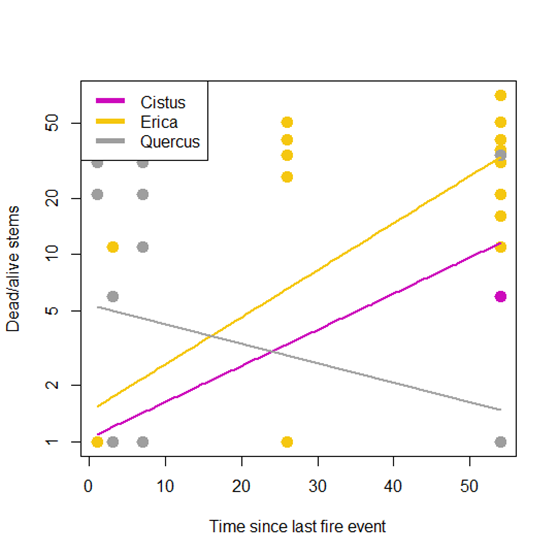 Cistus
Erica
Quercus
Dead/alive stems
50
20
10
5
2
1
0 10 20 30 40 50
Time since last fire event